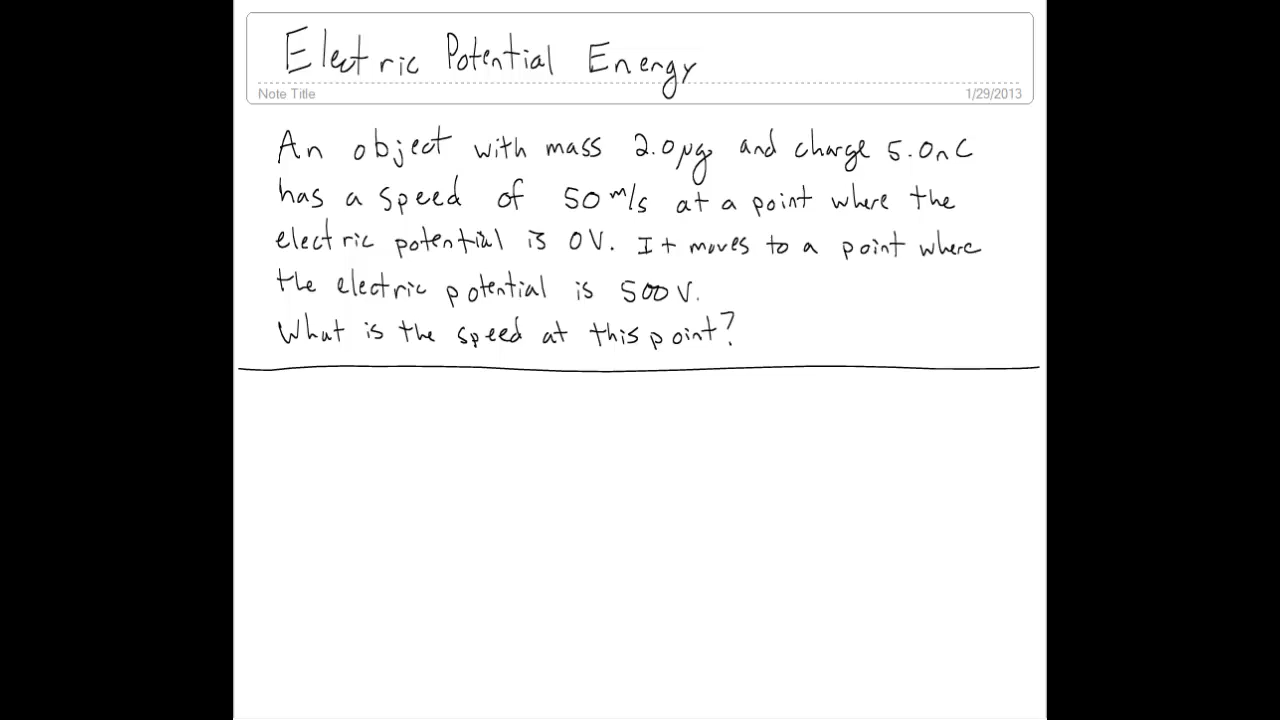 Electric Potential Energy
Note Title
1/29/2013
An object with mass 2.0μg and charge 5.0nC
has a speed of 50 m/s at a point where the
electric potential is 0V. It moves to a point where
the electric potential is 500V.
What is the speed at this point?